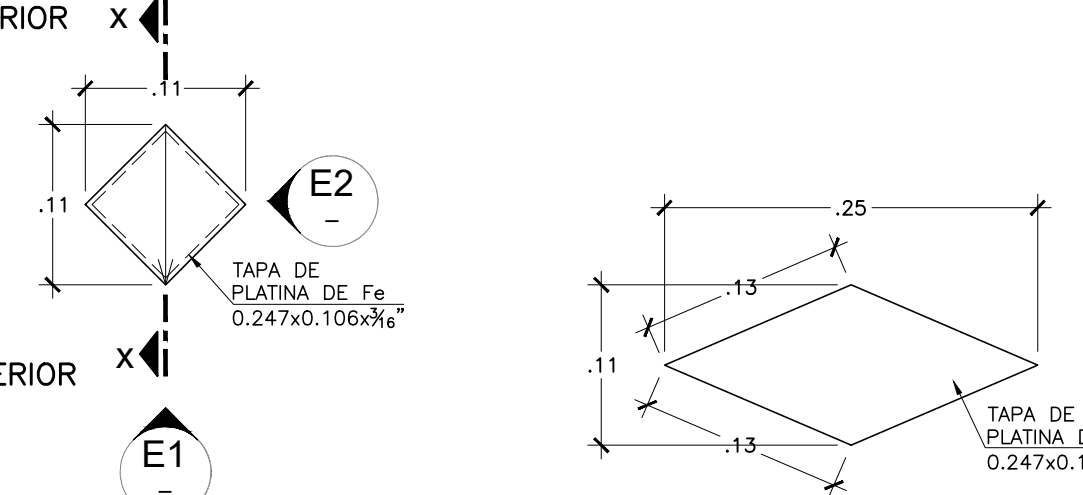 RIOR
X
.11
.11
E2
-
TAPA DE
PLATINA DE Fe
0.247x0.106x3/16"
X
ERIOR
E1
-
.25
.13
.11
.13
TAPA DE
PLATINA D
0.247x0.1